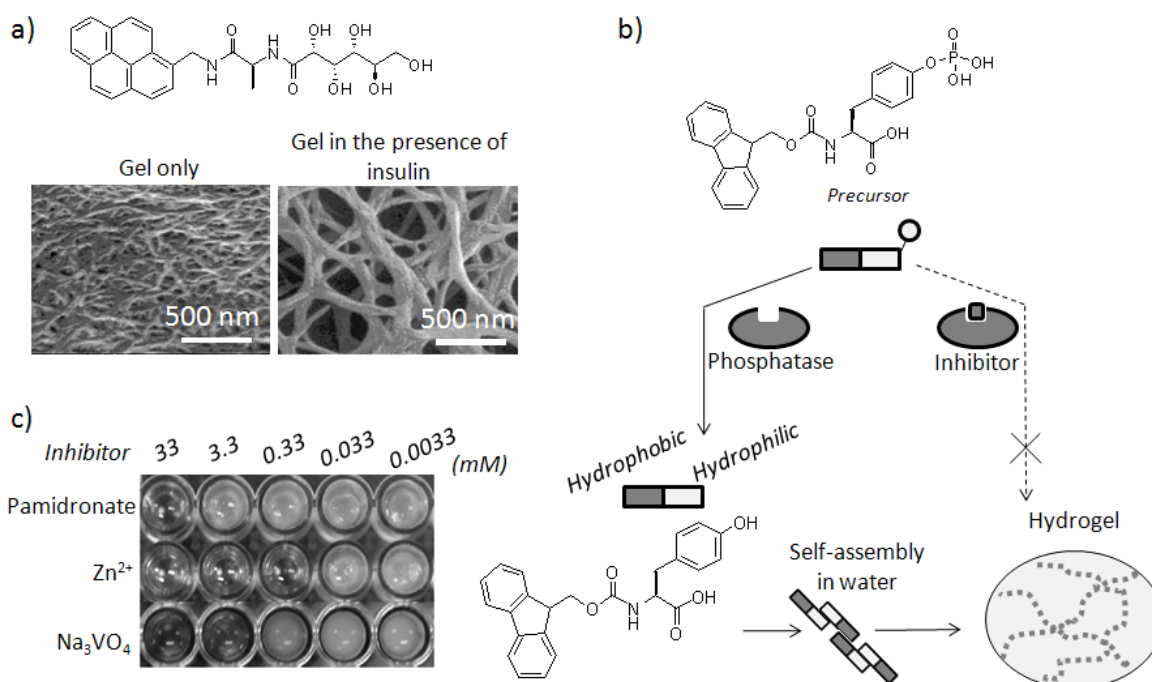 a)
O
H
N
N
H
O
OH
OH
OH
OH
OH
OH
Gel only
Gel in the presence of
insulin
500 nm
500 nm
b)
O
O
P
OH
OH
O
O
N
H
OH
O
Precursor
Phosphatase
Inhibitor
Hydrophobic
Hydrophilic
OH
O
O
N
H
OH
O
Self-assembly
in water
Hydrogel
c)
Inhibitor 33 3.3 0.33 0.033 0.0033 (mM)
Pamidronate
Zn²⁺
Na₃VO₄